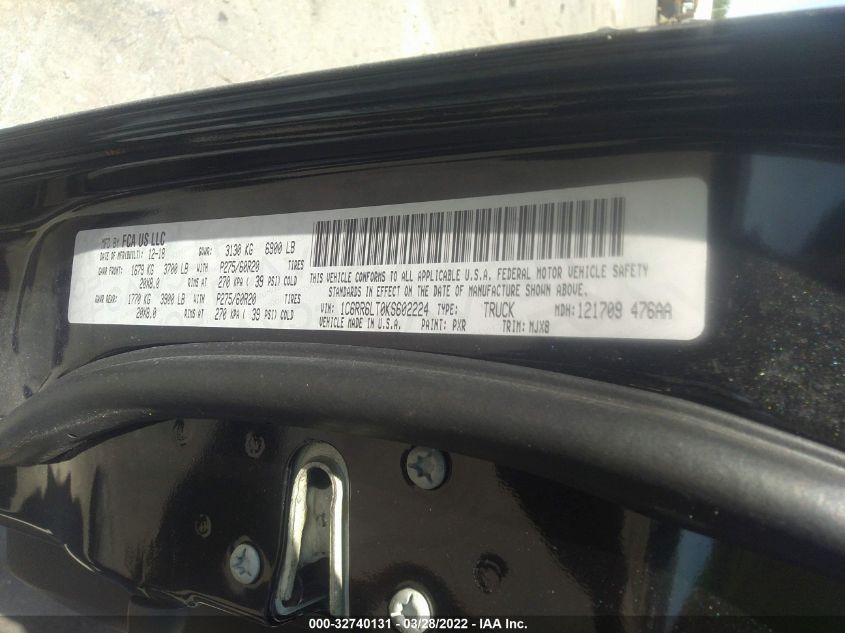 MFD BY FCA US LLC
DATE OF MFR(BUILT): 12-18 GVWR: 3130 KG 6900 LB
GAWR FRONT: 1679 KG 3700 LB WITH P275/60R20 TIRES
20X8.0 RIMS AT 270 KPA ( 39 PSI) COLD
1770 KG 3900 LB WITH P275/60R20 TIRES
20X8.0 RIMS AT 270 KPA ( 39 PSI) COLD
THIS VEHICLE CONFORMS TO ALL APPLICABLE U.S.A. FEDERAL MOTOR VEHICLE SAFETY
STANDARDS IN EFFECT ON THE DATE OF MANUFACTURE SHOWN ABOVE.
VIN: 1C6RR6LT0KS602224 TYPE: TRUCK MDH: 121709 476AA
VEHICLE MADE IN U.S.A. PAINT: PXR TRIM: MJX8
000-32740131 - 03/28/2022 - IAA Inc.